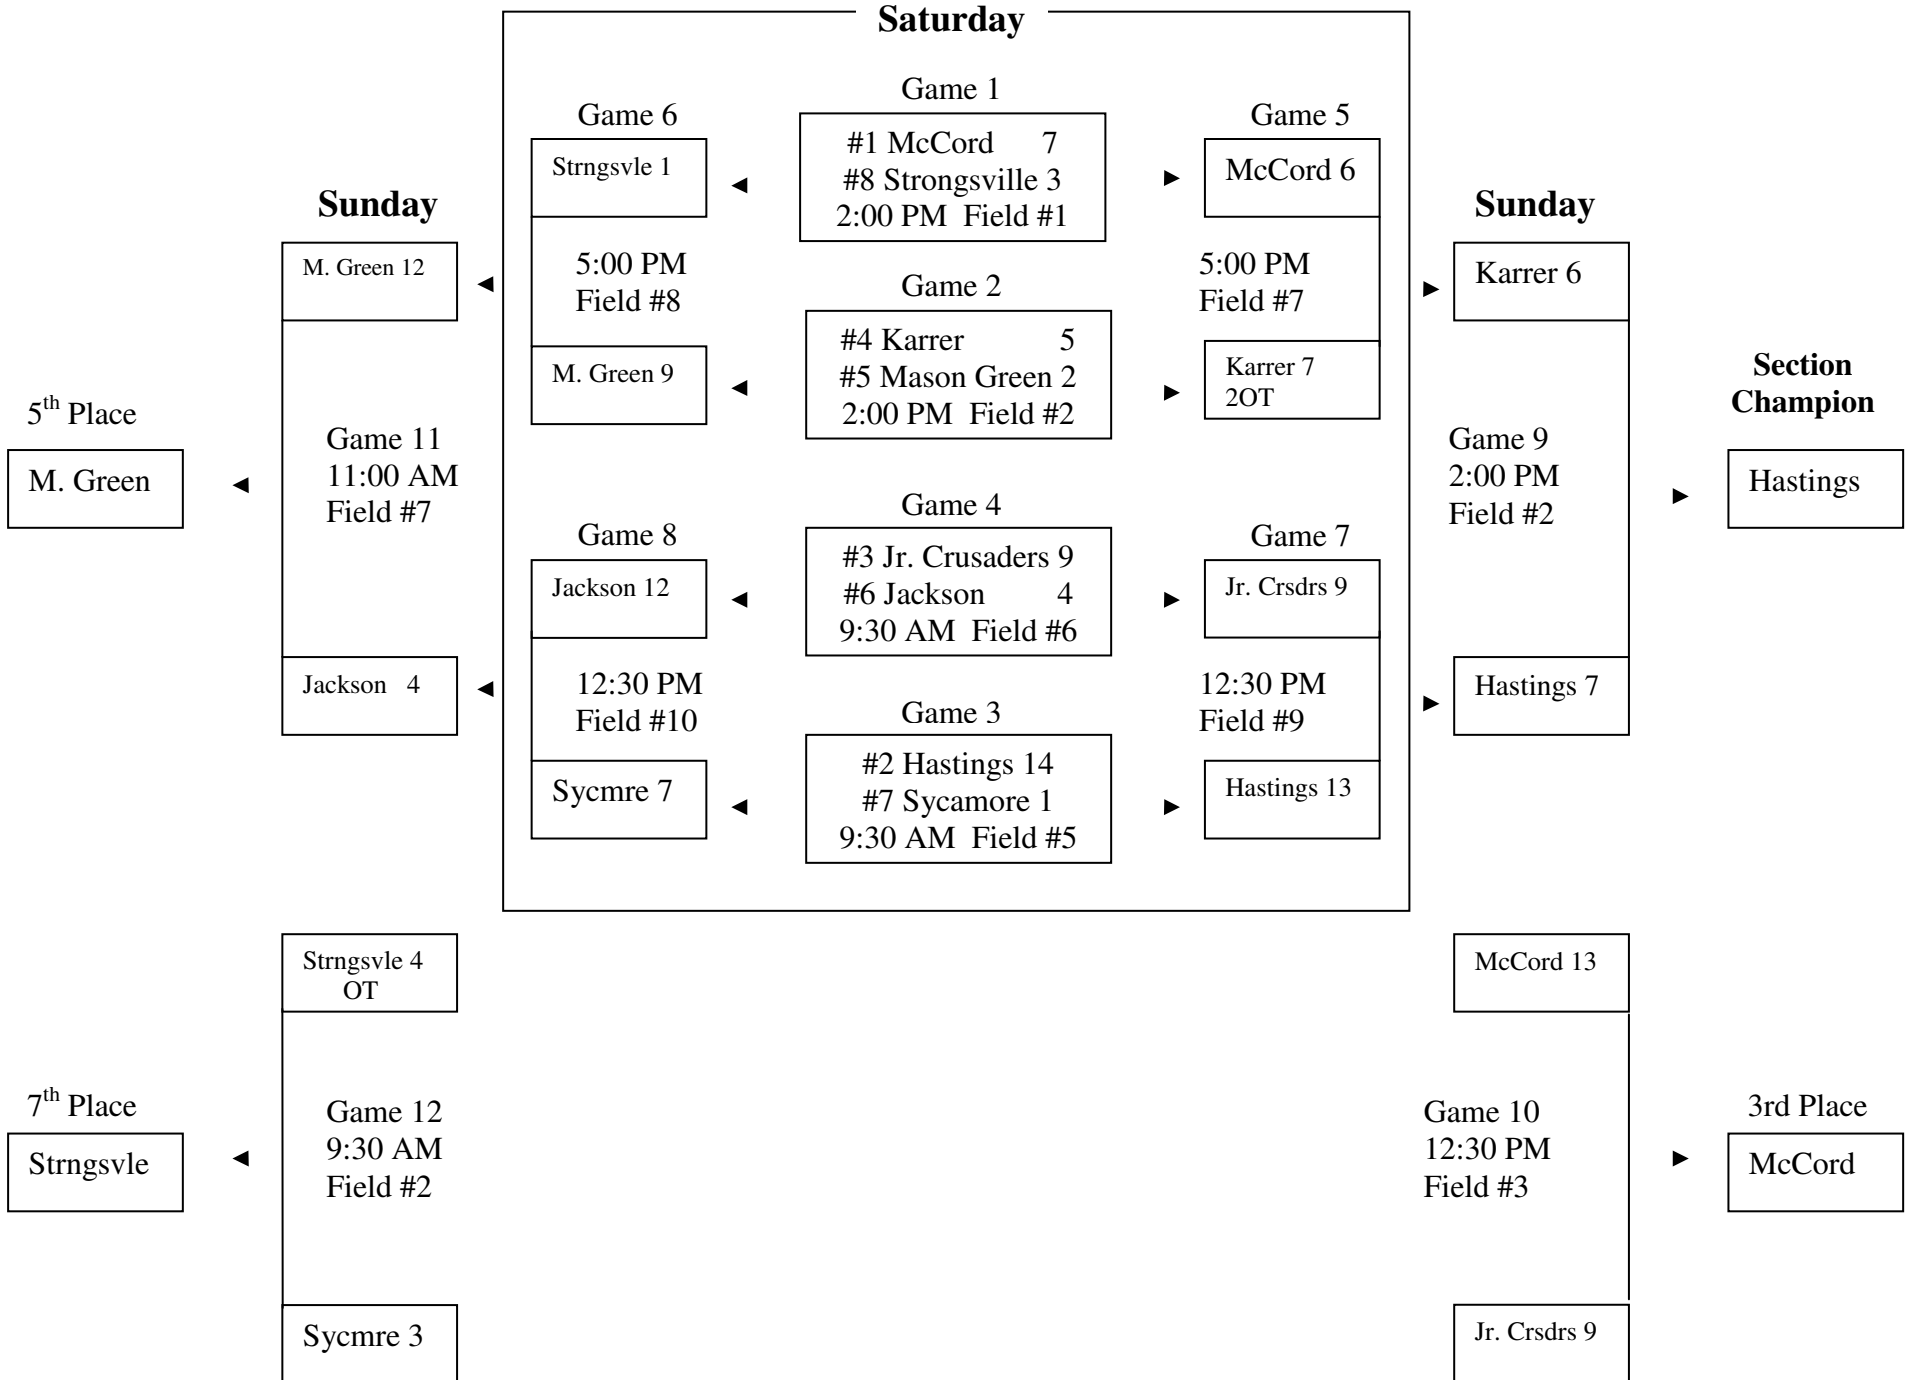 Saturday
Game 1
Game 6
Game 5
#1 McCord 7
#8 Strongsville 3
2:00 PM Field #1
Strngsvle 1
McCord 6
Sunday
Sunday
M. Green 12
5:00 PM
Field #8
5:00 PM
Field #7
Karrer 6
Game 2
#4 Karrer 5
#5 Mason Green 2
2:00 PM Field #2
M. Green 9
Karrer 7
2OT
Section
Champion
5th Place
Game 11
11:00 AM
Field #7
Game 9
2:00 PM
Field #2
M. Green
Hastings
Game 4
Game 8
Game 7
#3 Jr. Crusaders 9
#6 Jackson 4
9:30 AM Field #6
Jackson 12
Jr. Crsdrs 9
Jackson 4
12:30 PM
Field #10
12:30 PM
Field #9
Hastings 7
Game 3
#2 Hastings 14
#7 Sycamore 1
9:30 AM Field #5
Sycmre 7
Hastings 13
Strngsvle 4
OT
McCord 13
7th Place
Game 12
9:30 AM
Field #2
Game 10
12:30 PM
Field #3
3rd Place
Strngsvle
McCord
Sycmre 3
Jr. Crsdrs 9